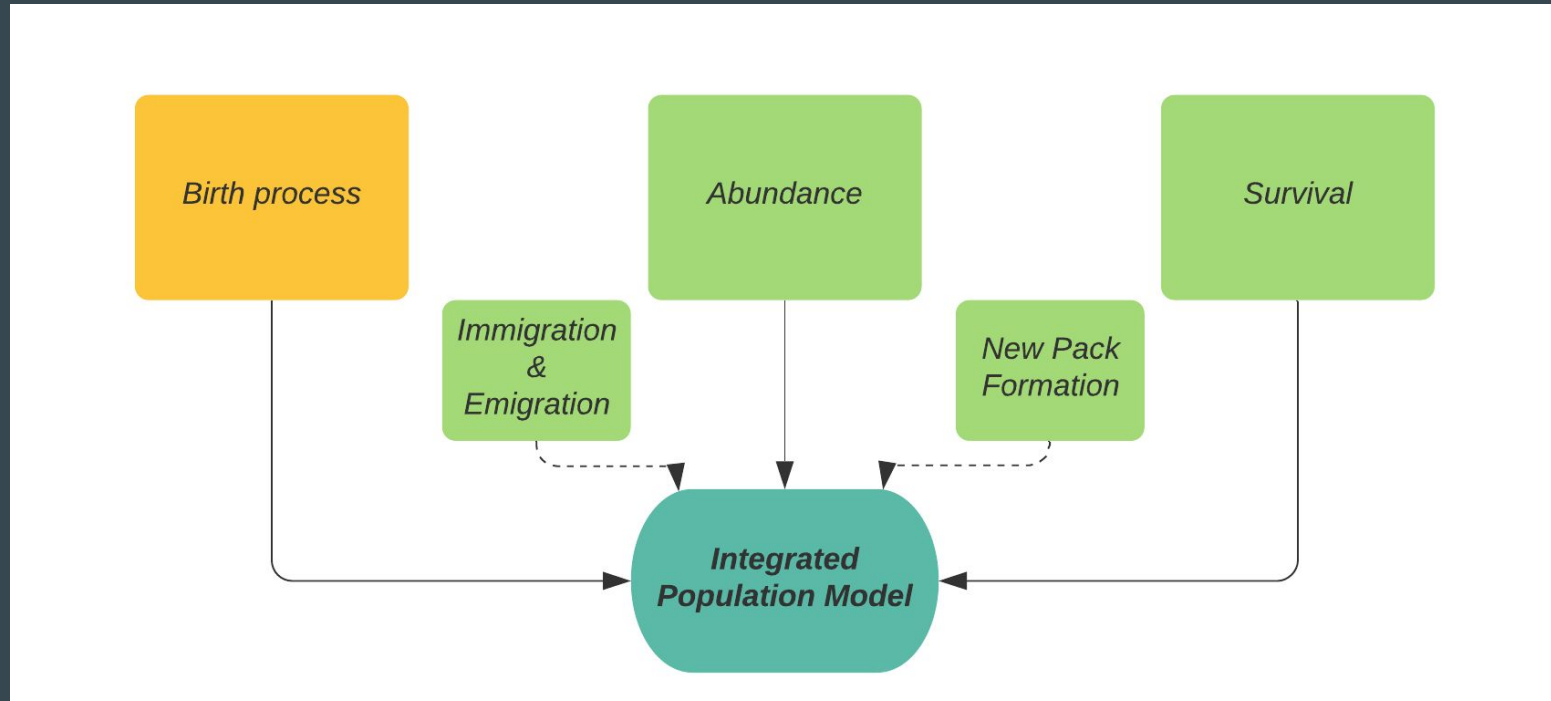 Birth process
Abundance
Survival
Immigration
&
Emigration
New Pack
Formation
Integrated
Population Model